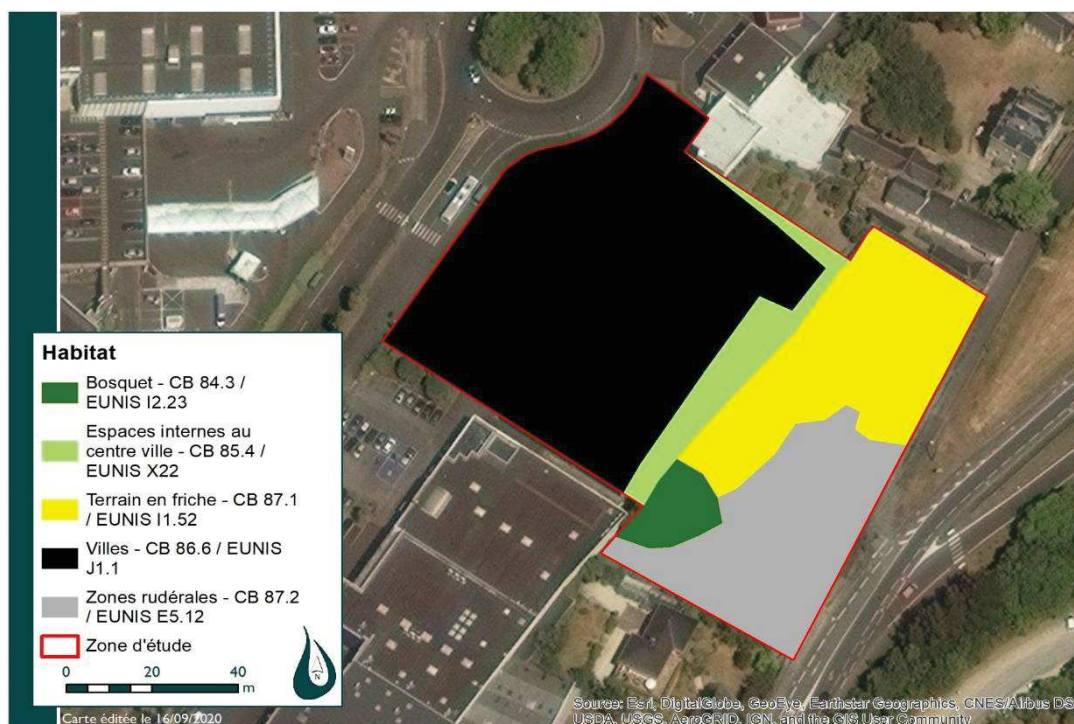 Habitat
Bosquet - CB 84.3 /
EUNIS I2.23
Espaces internes au
centre ville - CB 85.4 /
EUNIS X22
Terrain en friche - CB 87.1
/ EUNIS I1.52
Villes - CB 86.6 / EUNIS
J1.1
Zones rudérales - CB 87.2
/ EUNIS E5.12
Zone d'étude
0 20 40
m
N
Carte éditée le 16/09/2020
Source: Esri, DigitalGlobe, GeoEye, Earthstar Geographics, CNES/Airbus DS,
USDA, USGS, AeroGRID, IGN, and the GIS User Community